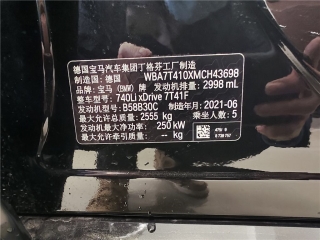 德国宝马汽车集团丁格芬工厂制造
制造国：德国 WBA7T410XMCH43698
品牌：宝马（BMW）牌 发动机排量：2998 mL
整车型号：740Li xDrive 7T41F
发动机型号：B58B30C 制造年月：2021-06
最大允许总质量：2555 kg 乘坐人数：5
发动机最大净功率：250 kW
最大允许牵引质量：-- kg